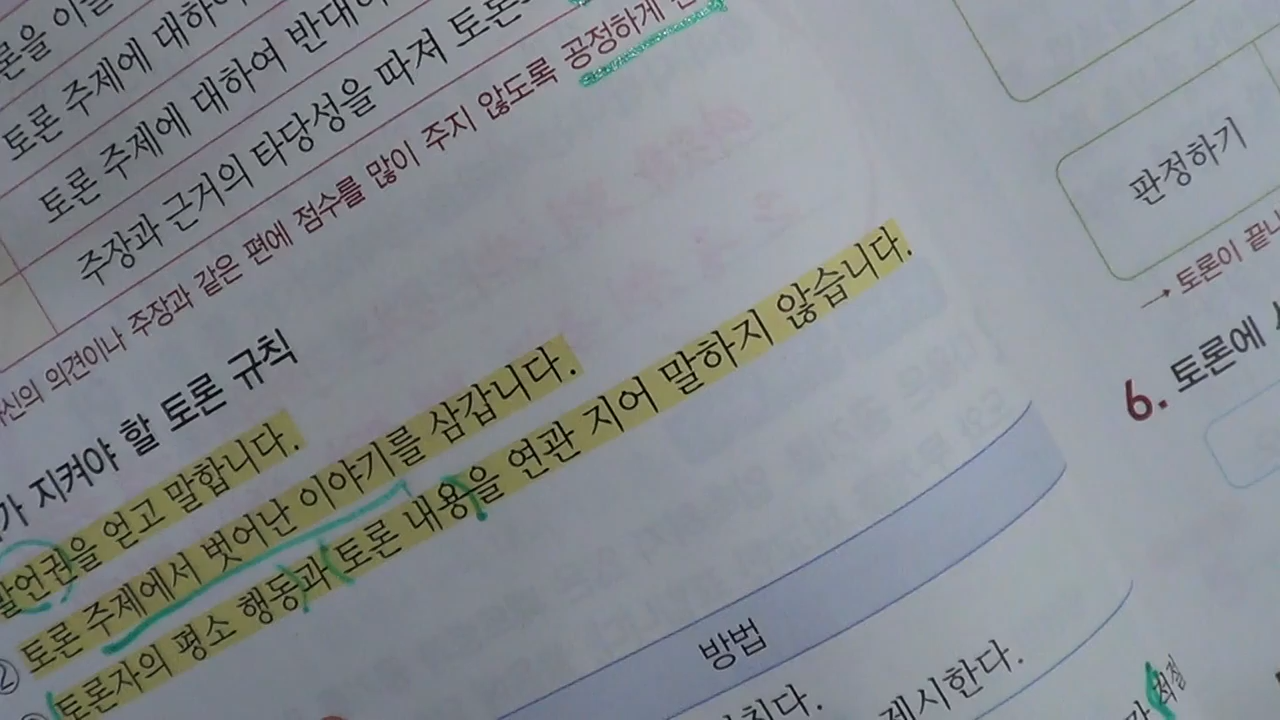 토론 주제에 대하여
토론 주제에 대하여 반대하
주장과 근거의 타당성을 따져 토론
의 의견이나 주장과 같은 편에 점수를 많이 주지 않도록 공정하게
가 지켜야 할 토론 규칙
발언권을 얻고 말합니다.
② 토론 주제에서 벗어난 이야기를 삼갑니다.
토론자의 평소 행동과 토론 내용을 연관 지어 말하지 않습니다.
방법
제시한다.
판정하기
→ 토론이 끝나
6. 토론에